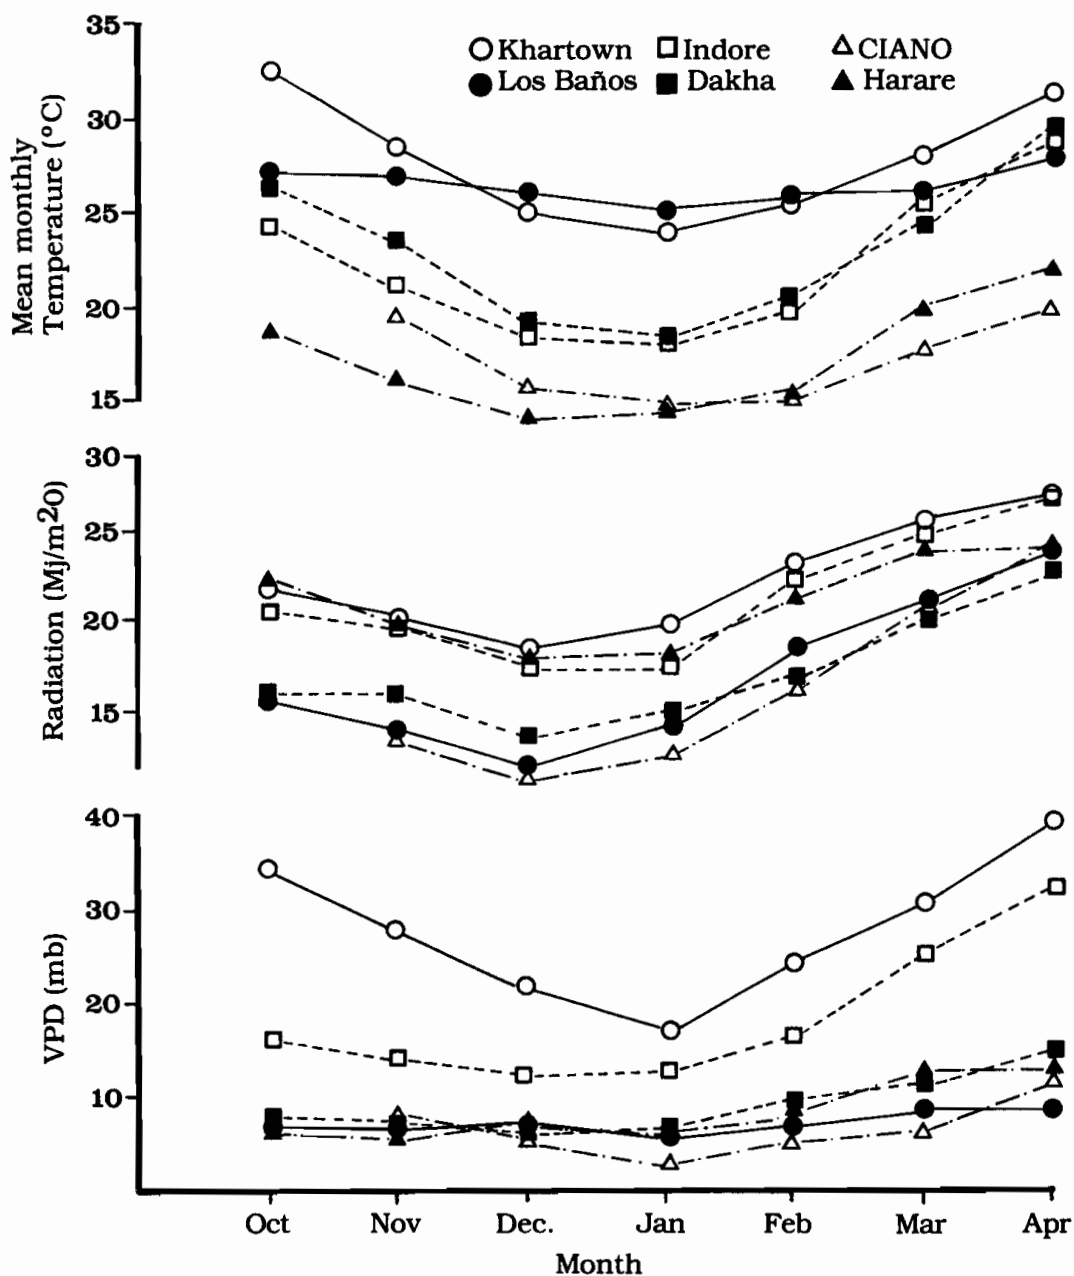 35
Khartown Indore CIANO
Los Baños Dakha Harare
30
25
20
15
Mean monthly
Temperature (°C)
30
25
20
15
Radiation (Mj/m²0)
40
30
20
10
VPD (mb)
Oct Nov Dec. Jan Feb Mar Apr
Month